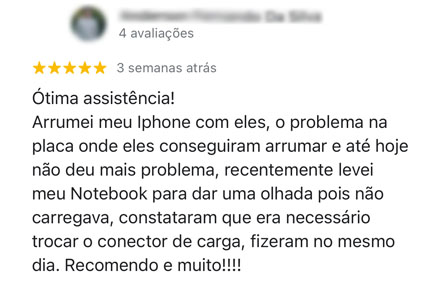 4 avaliações
3 semanas atrás
Ótima assistência!
Arrumei meu Iphone com eles, o problema na
placa onde eles conseguiram arrumar e até hoje
não deu mais problema, recentemente levei
meu Notebook para dar uma olhada pois não
carregava, constataram que era necessário
trocar o conector de carga, fizeram no mesmo
dia. Recomendo e muito!!!!